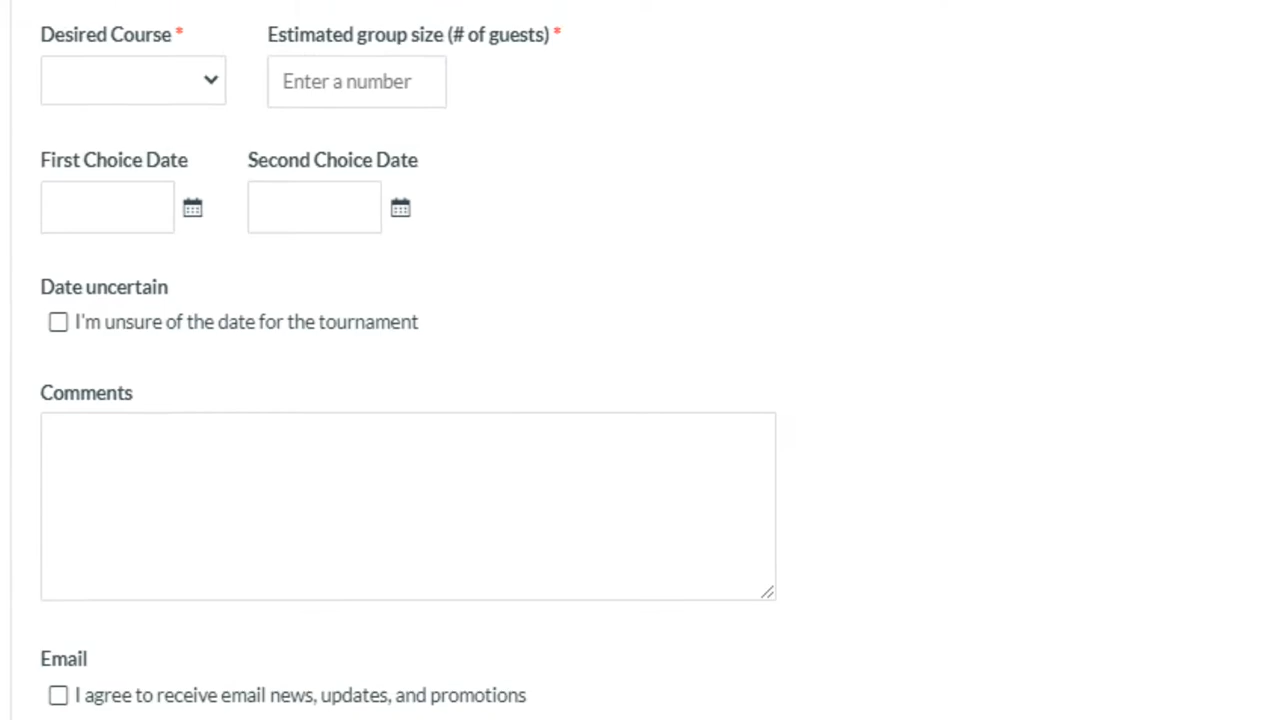 Desired Course * Estimated group size (# of guests) *
Enter a number
First Choice Date Second Choice Date
Date uncertain
I'm unsure of the date for the tournament
Comments
Email
I agree to receive email news, updates, and promotions